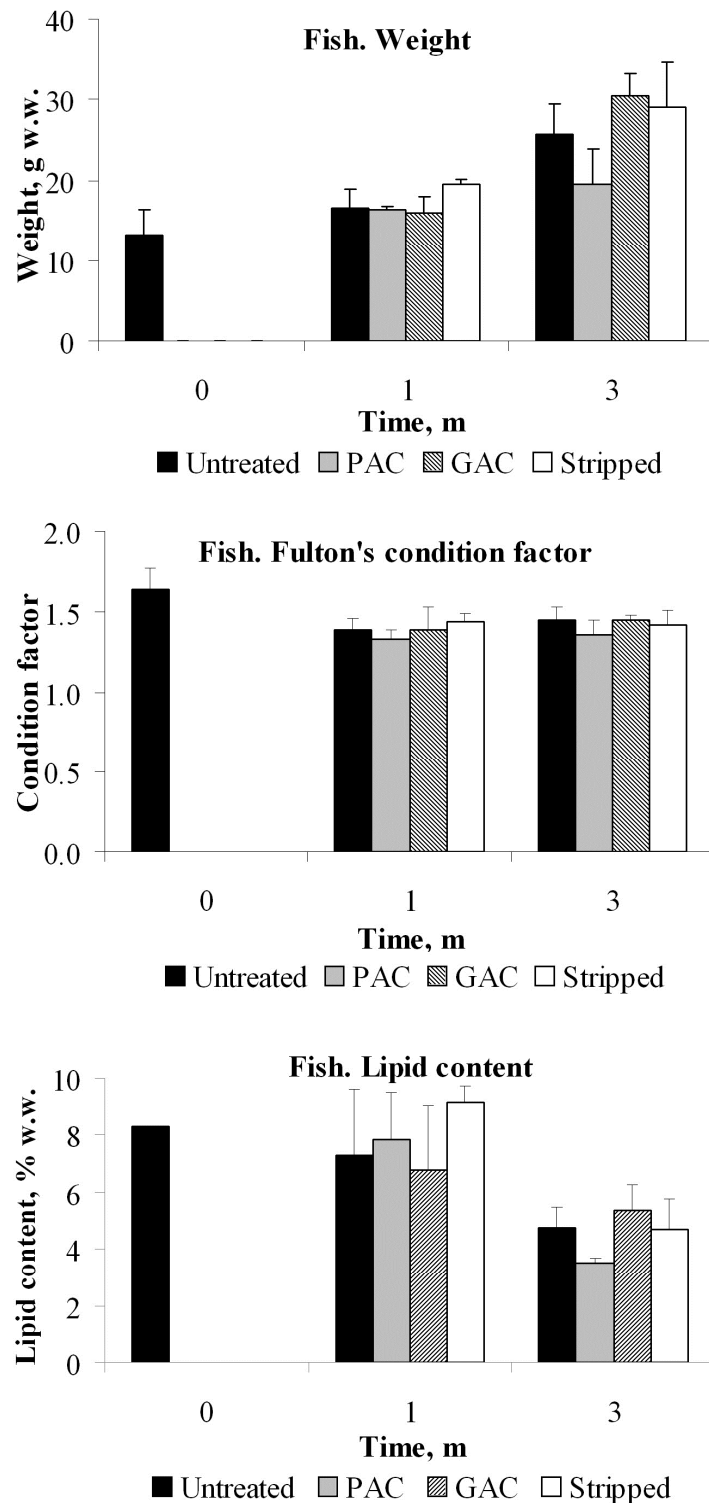 Fish. Weight
Weight, g w.w.
40
30
20
10
0
0 1 3
Time, m
Untreated PAC GAC Stripped
Fish. Fulton's condition factor
Condition factor
2.0
1.5
1.0
0.5
0.0
0 1 3
Time, m
Untreated PAC GAC Stripped
Fish. Lipid content
Lipid content, % w.w.
10
8
6
4
2
0
0 1 3
Time, m
Untreated PAC GAC Stripped